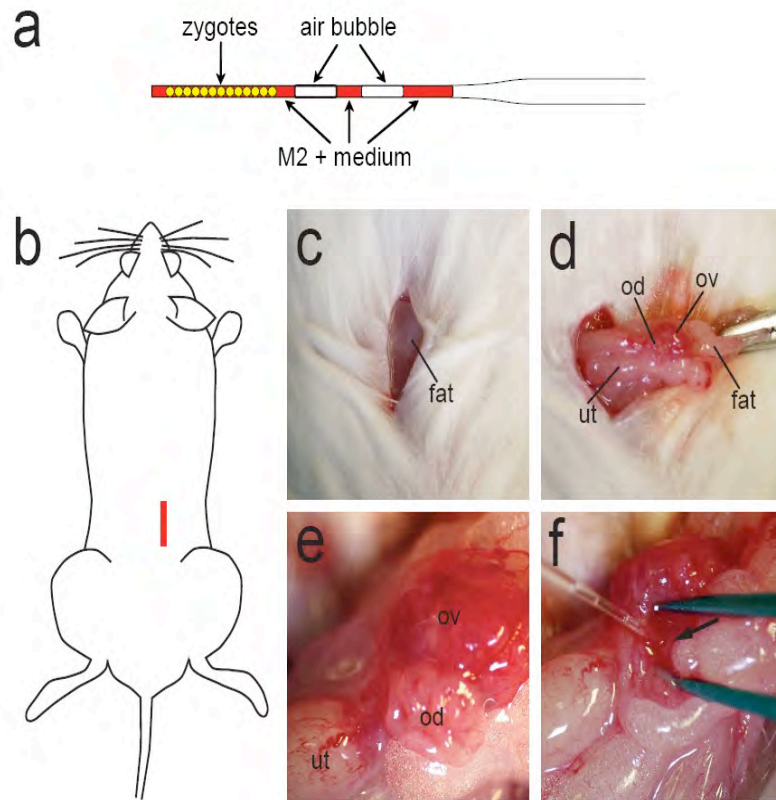 a
zygotes
air bubble
M2 + medium
b
c
fat
d
od
ov
ut
fat
e
ov
od
ut
f